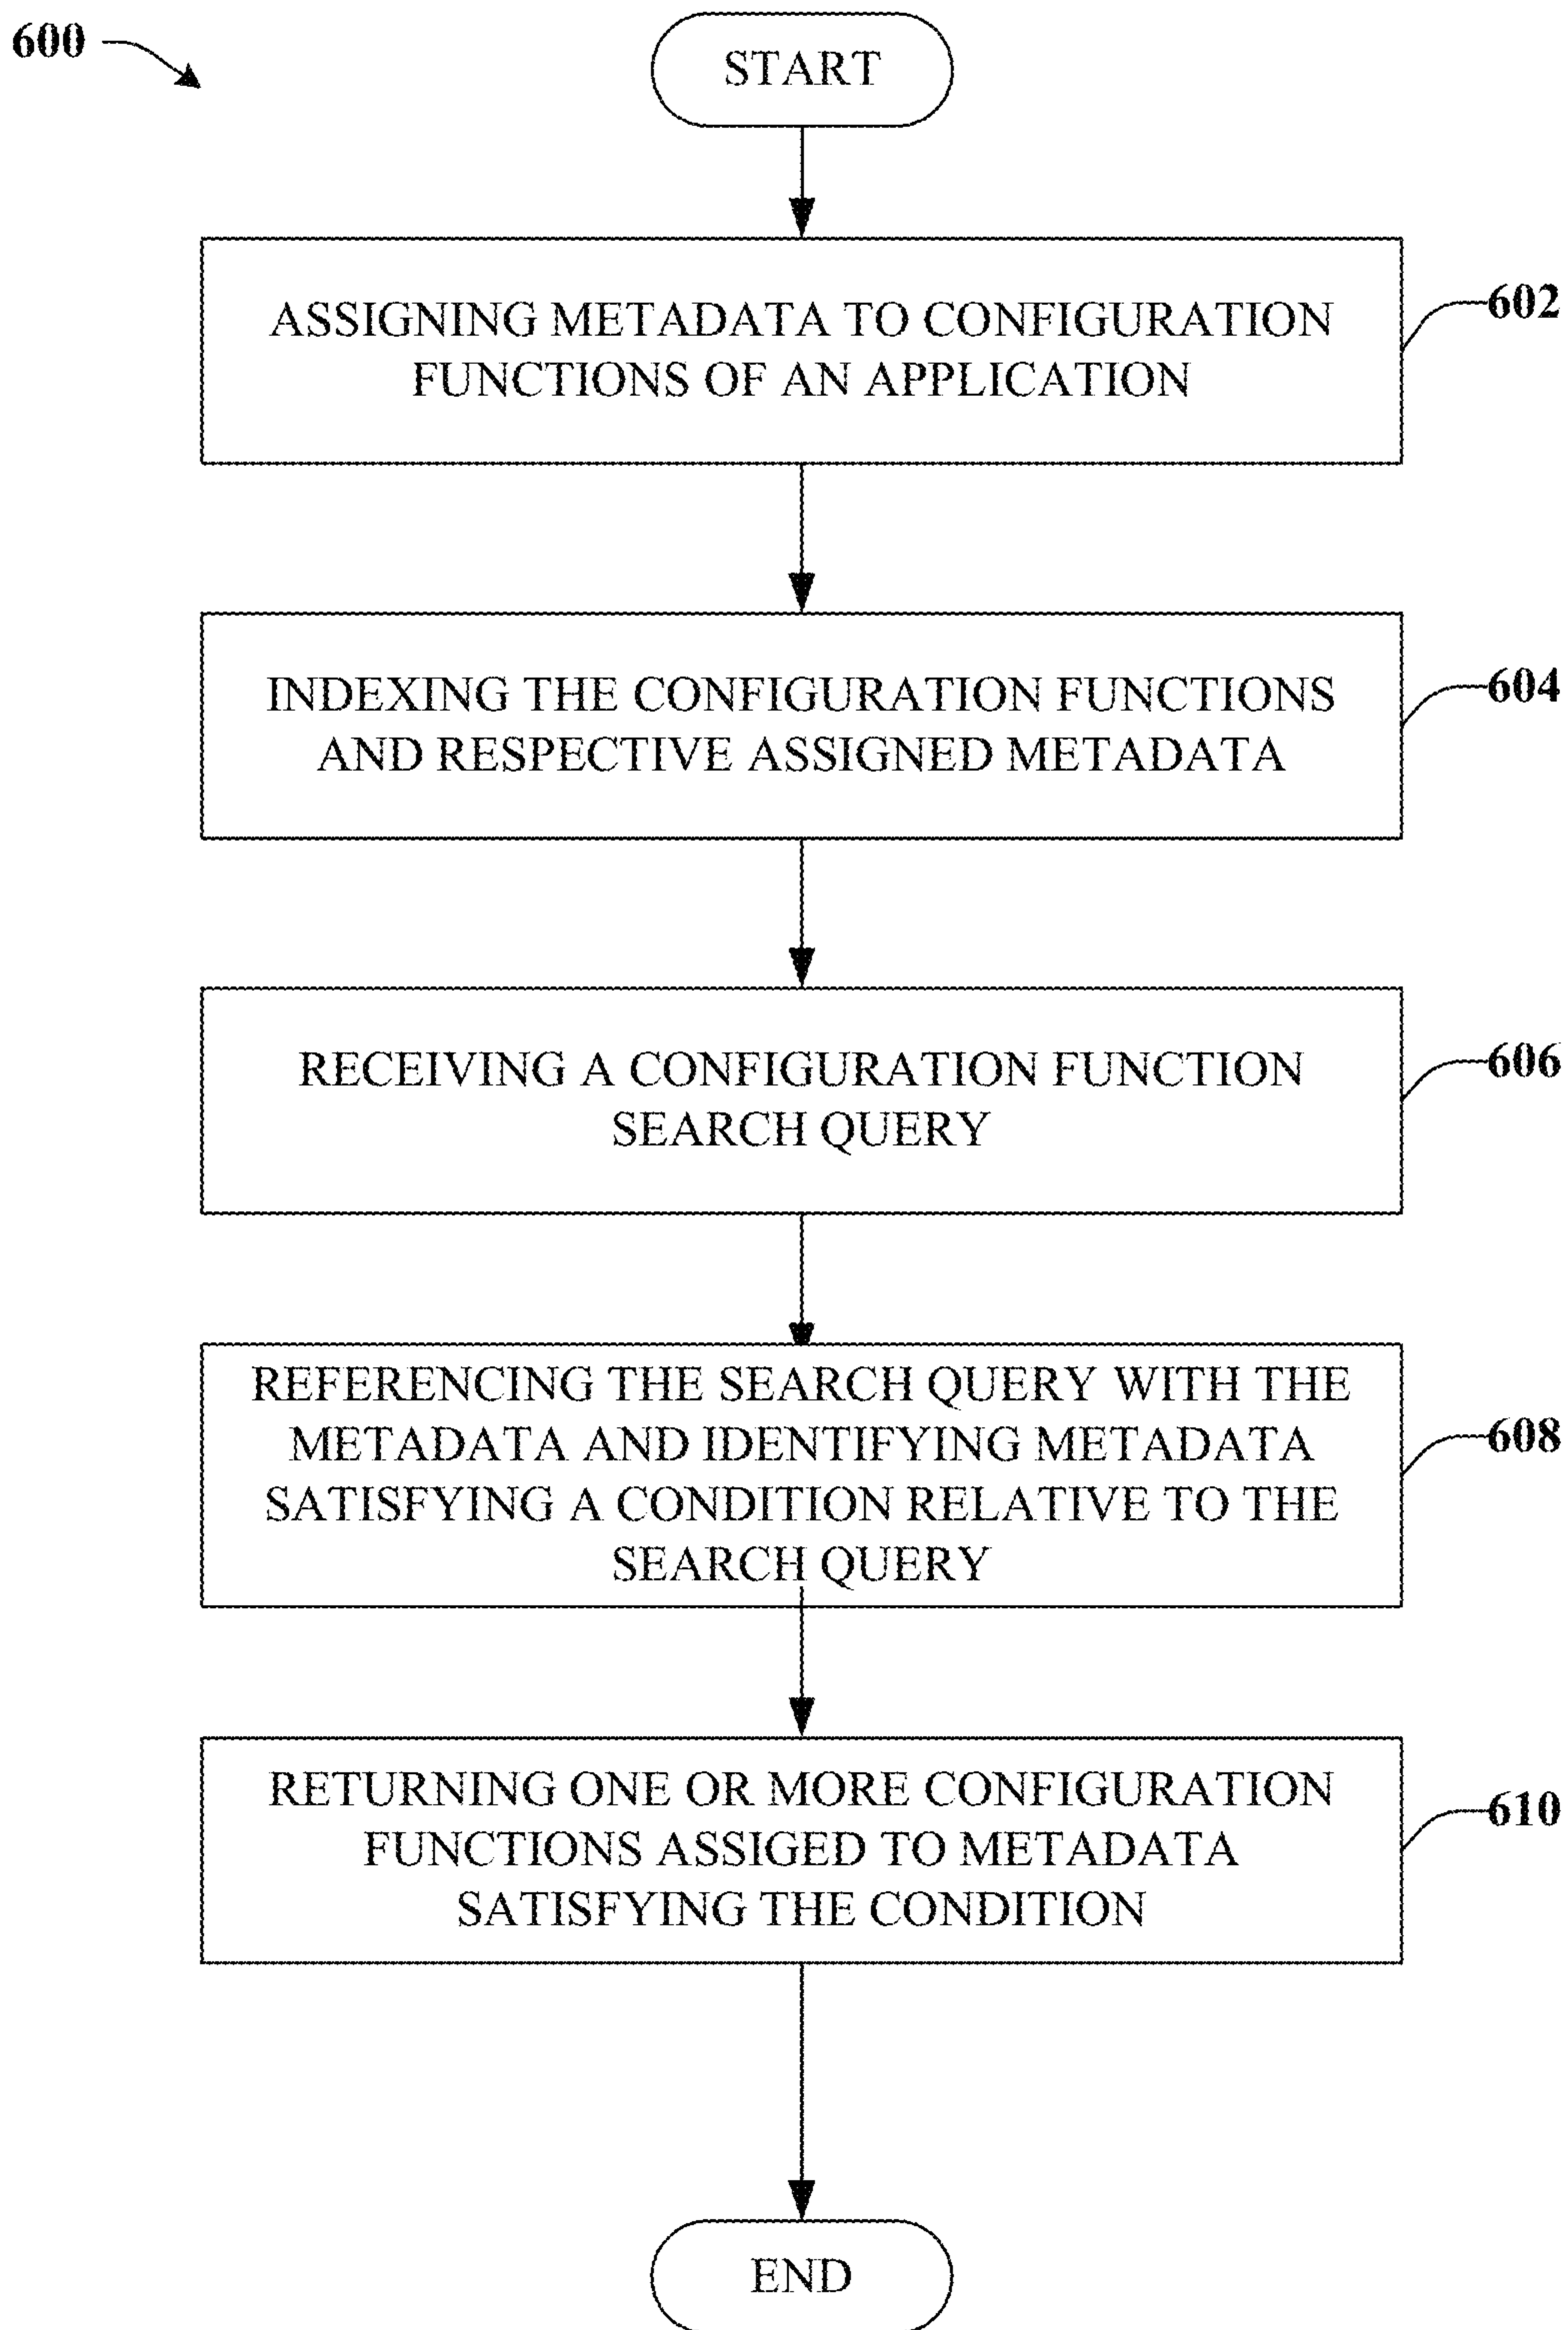 600
START
ASSIGNING METADATA TO CONFIGURATION
FUNCTIONS OF AN APPLICATION
602
INDEXING THE CONFIGURATION FUNCTIONS
AND RESPECTIVE ASSIGNED METADATA
604
RECEIVING A CONFIGURATION FUNCTION
SEARCH QUERY
606
REFERENCING THE SEARCH QUERY WITH THE
METADATA AND IDENTIFYING METADATA
SATISFYING A CONDITION RELATIVE TO THE
SEARCH QUERY
608
RETURNING ONE OR MORE CONFIGURATION
FUNCTIONS ASSIGED TO METADATA
SATISFYING THE CONDITION
610
END